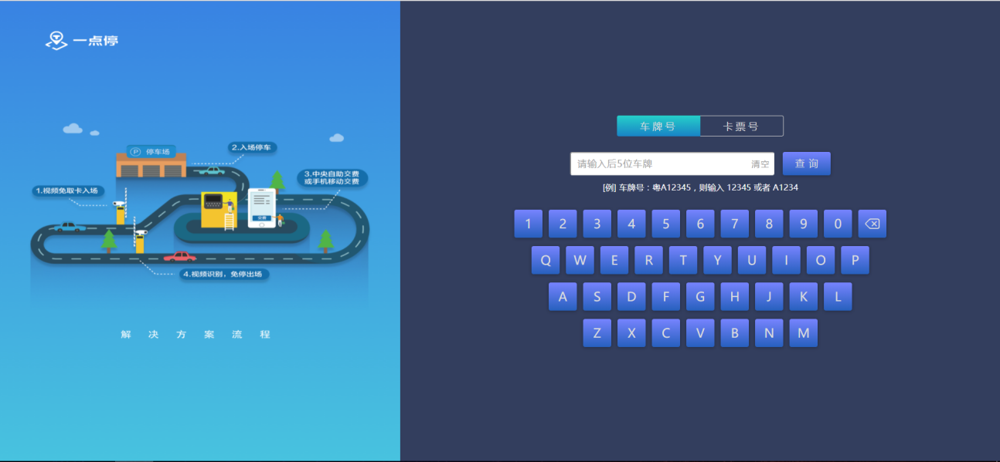 一点停
P 停车场
2.入场停车
3.中央自助交费
或手机移动交费
1.视频免取卡入场
4.视频识别，免停出场
解决方案流程
车牌号
卡票号
请输入后5位车牌 清空
查询
[例] 车牌号：粤A12345，则输入 12345 或者 A1234
1 2 3 4 5 6 7 8 9 0
Q W E R T Y U I O P
A S D F G H J K L
Z X C V B N M